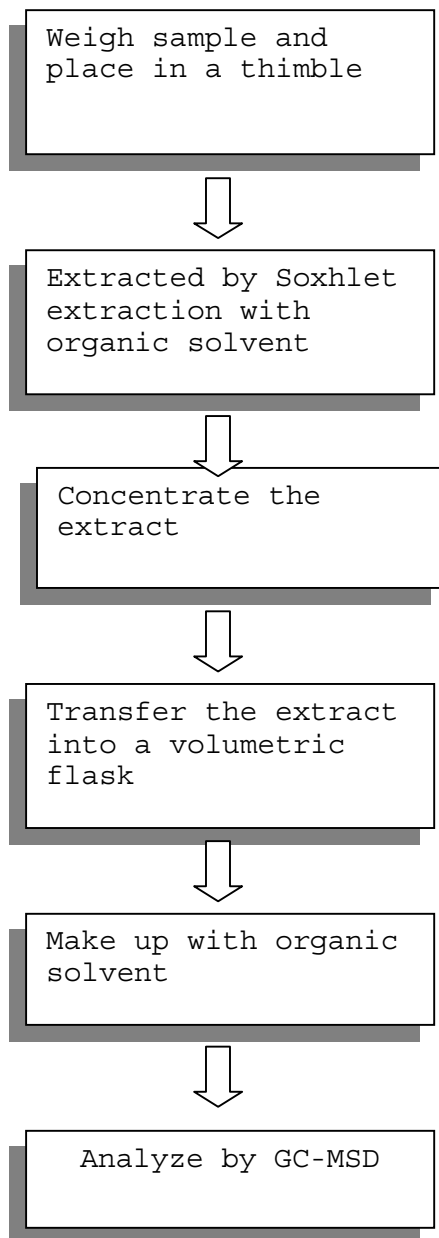 Weigh sample and
place in a thimble
Extracted by Soxhlet
extraction with
organic solvent
Concentrate the
extract
Transfer the extract
into a volumetric
flask
Make up with organic
solvent
Analyze by GC-MSD